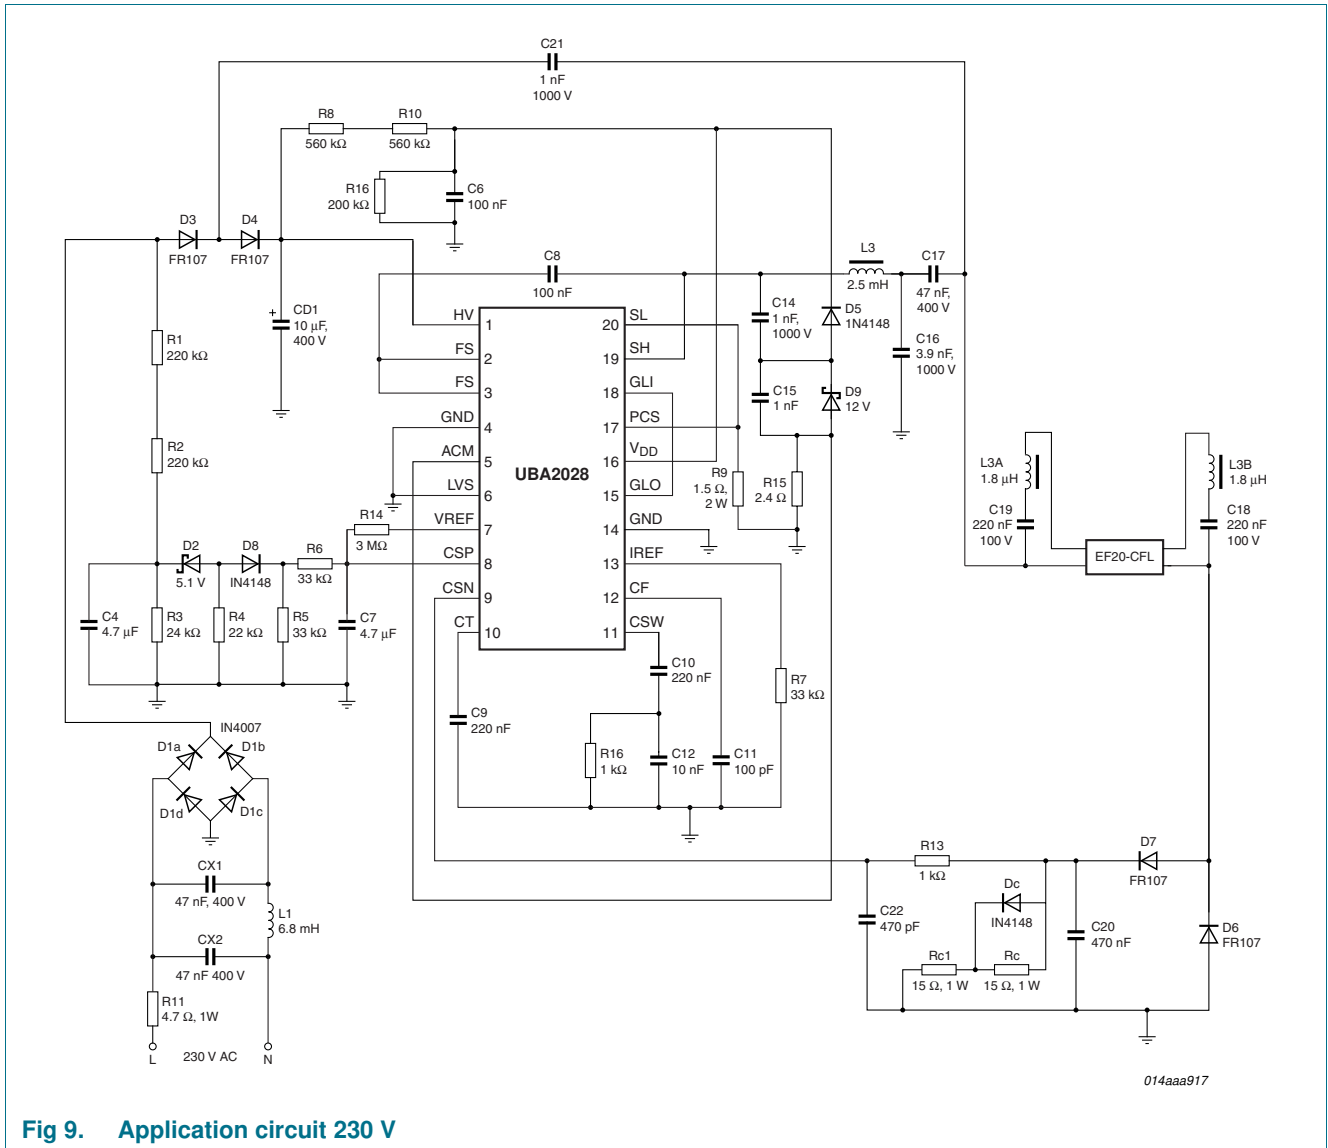 C21
1 nF
1000 V
R8
560 kΩ
R10
560 kΩ
R16
200 kΩ
C6
100 nF
D3
FR107
D4
FR107
C8
100 nF
L3
2.5 mH
C17
47 nF,
400 V
CD1
+
10 μF,
400 V
C14
1 nF,
1000 V
D5
1N4148
C16
3.9 nF,
1000 V
R1
220 kΩ
C15
1 nF
D9
12 V
R2
220 kΩ
UBA2028
HV
1
FS
2
FS
3
GND
4
ACM
5
LVS
6
VREF
7
CSP
8
CSN
9
CT
10
SL
20
SH
19
GLI
18
PCS
17
VDD
16
GLO
15
GND
14
IREF
13
CF
12
CSW
11
R9
1.5 Ω,
2 W
R15
2.4 Ω
L3A
1.8 μH
L3B
1.8 μH
C19
220 nF
100 V
C18
220 nF
100 V
EF20-CFL
R14
3 MΩ
D2
5.1 V
D8
IN4148
R6
33 kΩ
C4
4.7 μF
R3
24 kΩ
R4
22 kΩ
R5
33 kΩ
C7
4.7 μF
C10
220 nF
R7
33 kΩ
C9
220 nF
R16
1 kΩ
C12
10 nF
C11
100 pF
IN4007
D1a
D1b
D1d
D1c
CX1
47 nF, 400 V
L1
6.8 mH
CX2
47 nF 400 V
R11
4.7 Ω, 1W
L
230 V AC
N
R13
1 kΩ
D7
FR107
Dc
IN4148
C22
470 pF
C20
470 nF
D6
FR107
Rc1
15 Ω, 1 W
Rc
15 Ω, 1 W
014aaa917
Fig 9. Application circuit 230 V